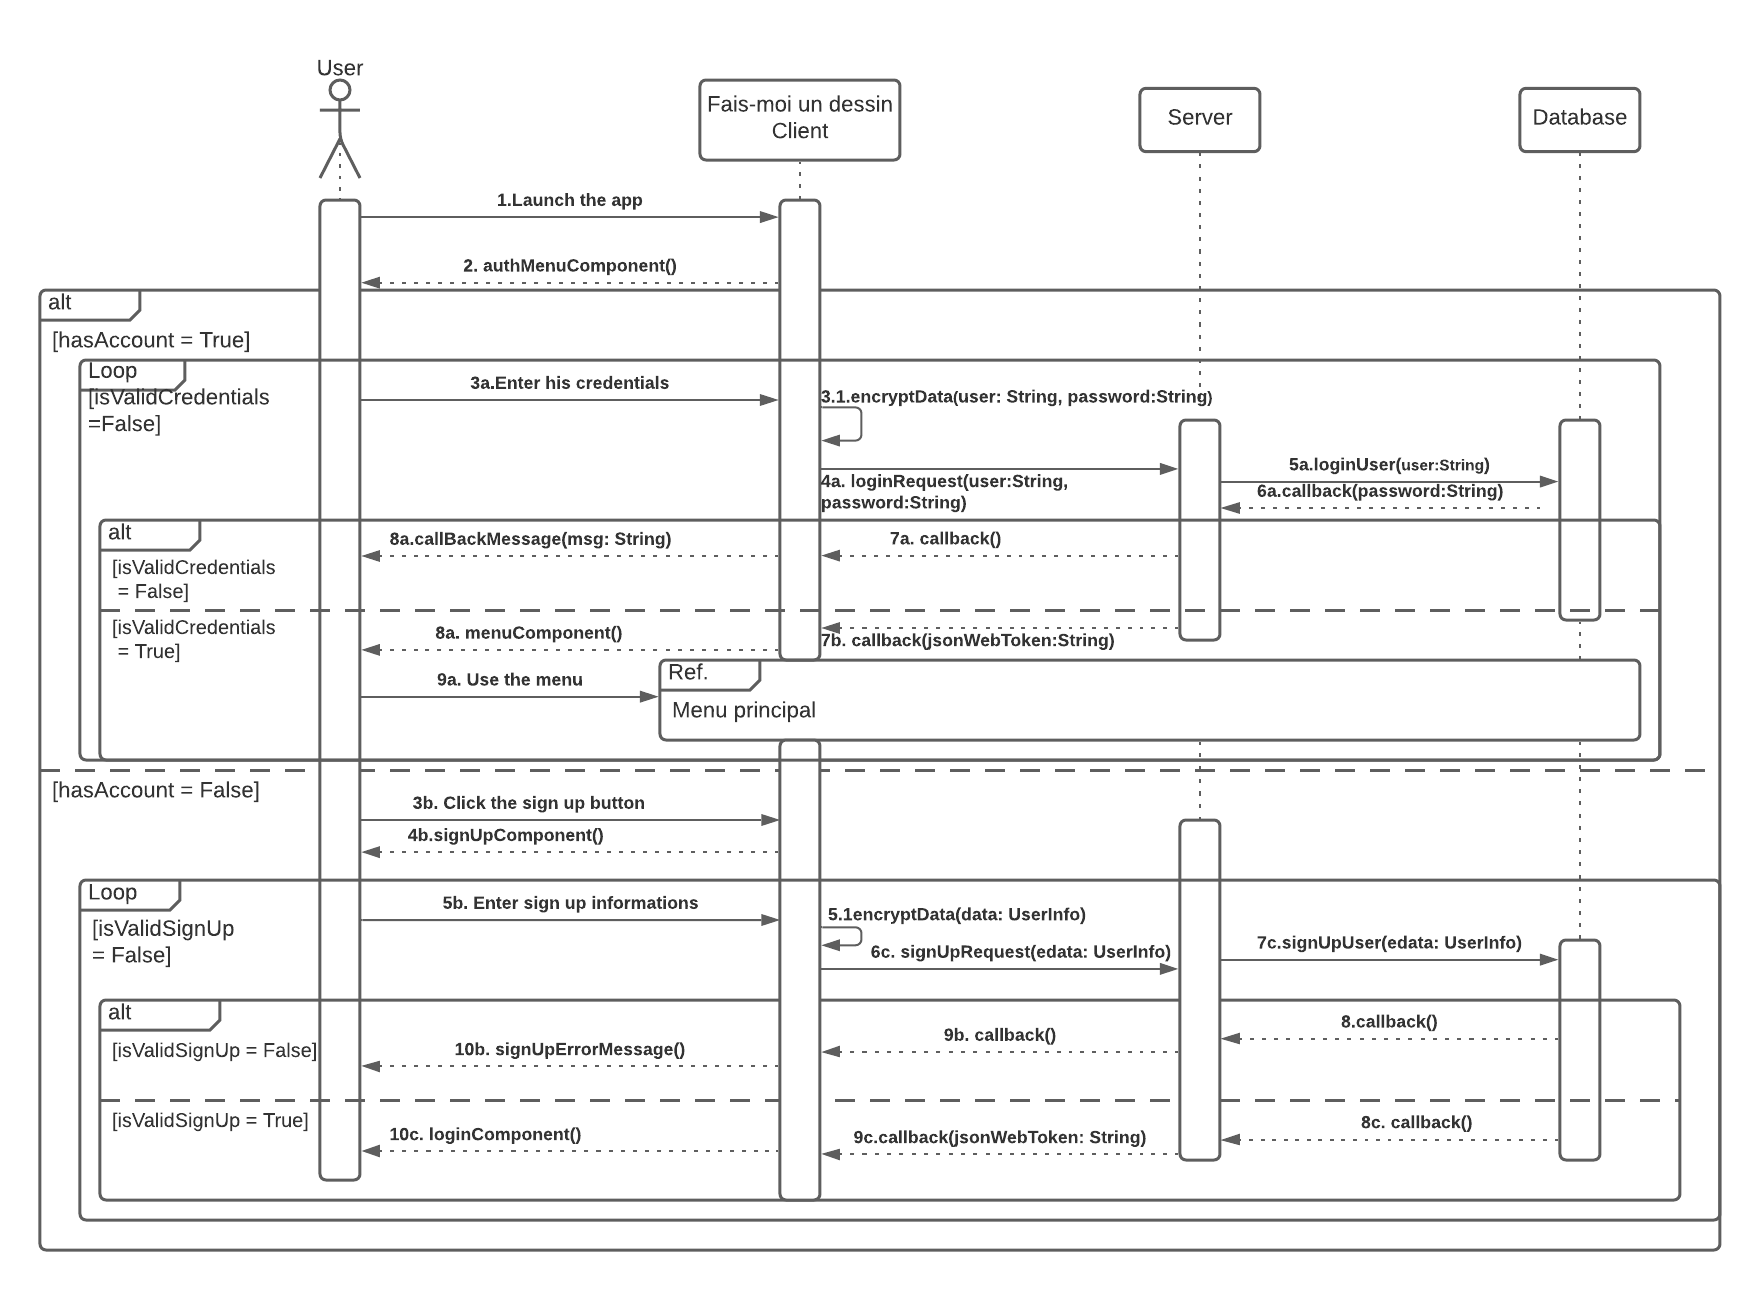 User
Fais-moi un dessin
Client
Server
Database
1.Launch the app
2. authMenuComponent()
alt
[hasAccount = True]
Loop
[isValidCredentials
=False]
3a.Enter his credentials
3.1.encryptData(user: String, password:String)
4a. loginRequest(user:String,
password:String)
5a.loginUser(user:String)
6a.callback(password:String)
alt
[isValidCredentials
= False]
8a.callBackMessage(msg: String)
7a. callback()
[isValidCredentials
= True]
8a. menuComponent()
7b. callback(jsonWebToken:String)
9a. Use the menu
Ref.
Menu principal
[hasAccount = False]
3b. Click the sign up button
4b.signUpComponent()
Loop
[isValidSignUp
= False]
5b. Enter sign up informations
5.1encryptData(data: UserInfo)
6c. signUpRequest(edata: UserInfo)
7c.signUpUser(edata: UserInfo)
alt
[isValidSignUp = False]
10b. signUpErrorMessage()
9b. callback()
8.callback()
[isValidSignUp = True]
10c. loginComponent()
9c.callback(jsonWebToken: String)
8c. callback()